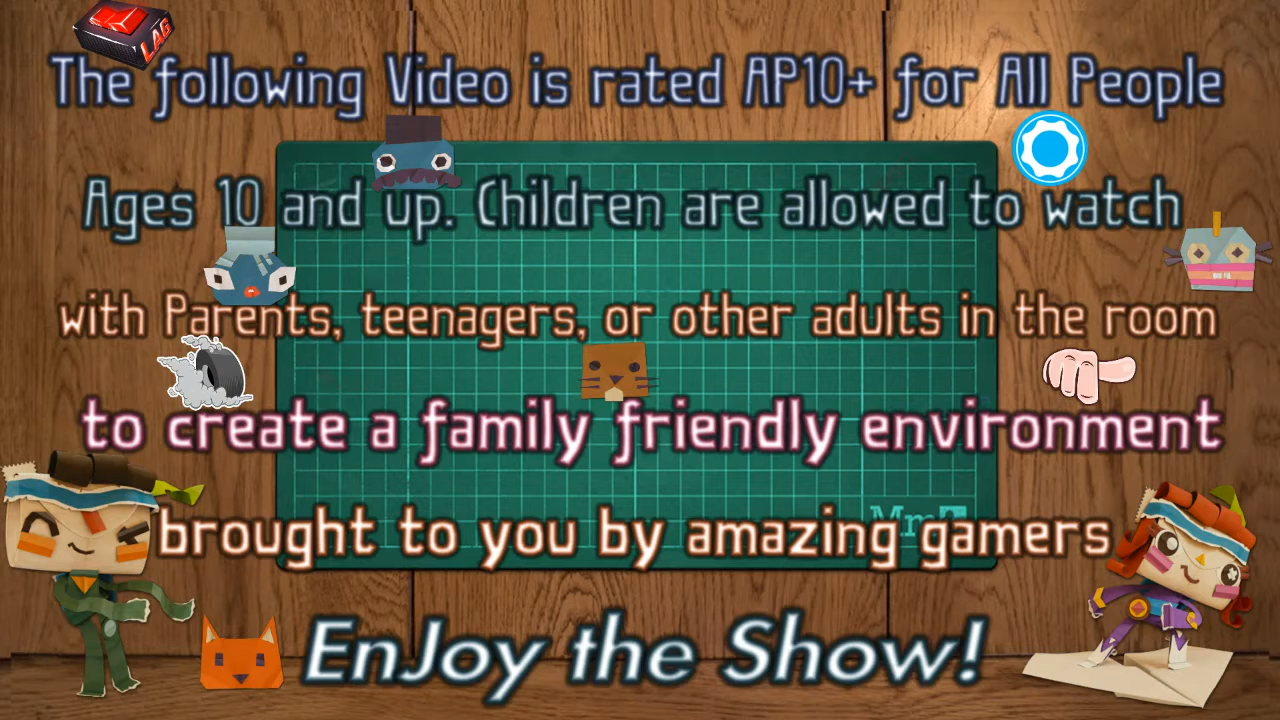 LAG
The following Video is rated AP10+ for All People
Ages 10 and up. Children are allowed to watch
with Parents, teenagers, or other adults in the room
to create a family friendly environment
brought to you by amazing gamers
EnJoy the Show!